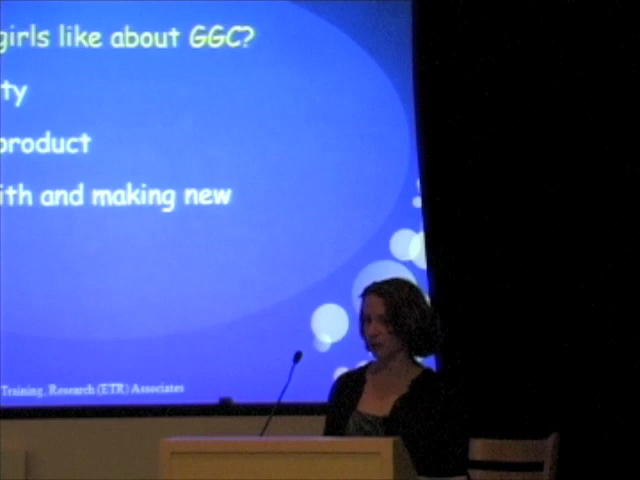 girls like about GGC?
ty
product
ith and making new
Training, Research (ETR) Associates